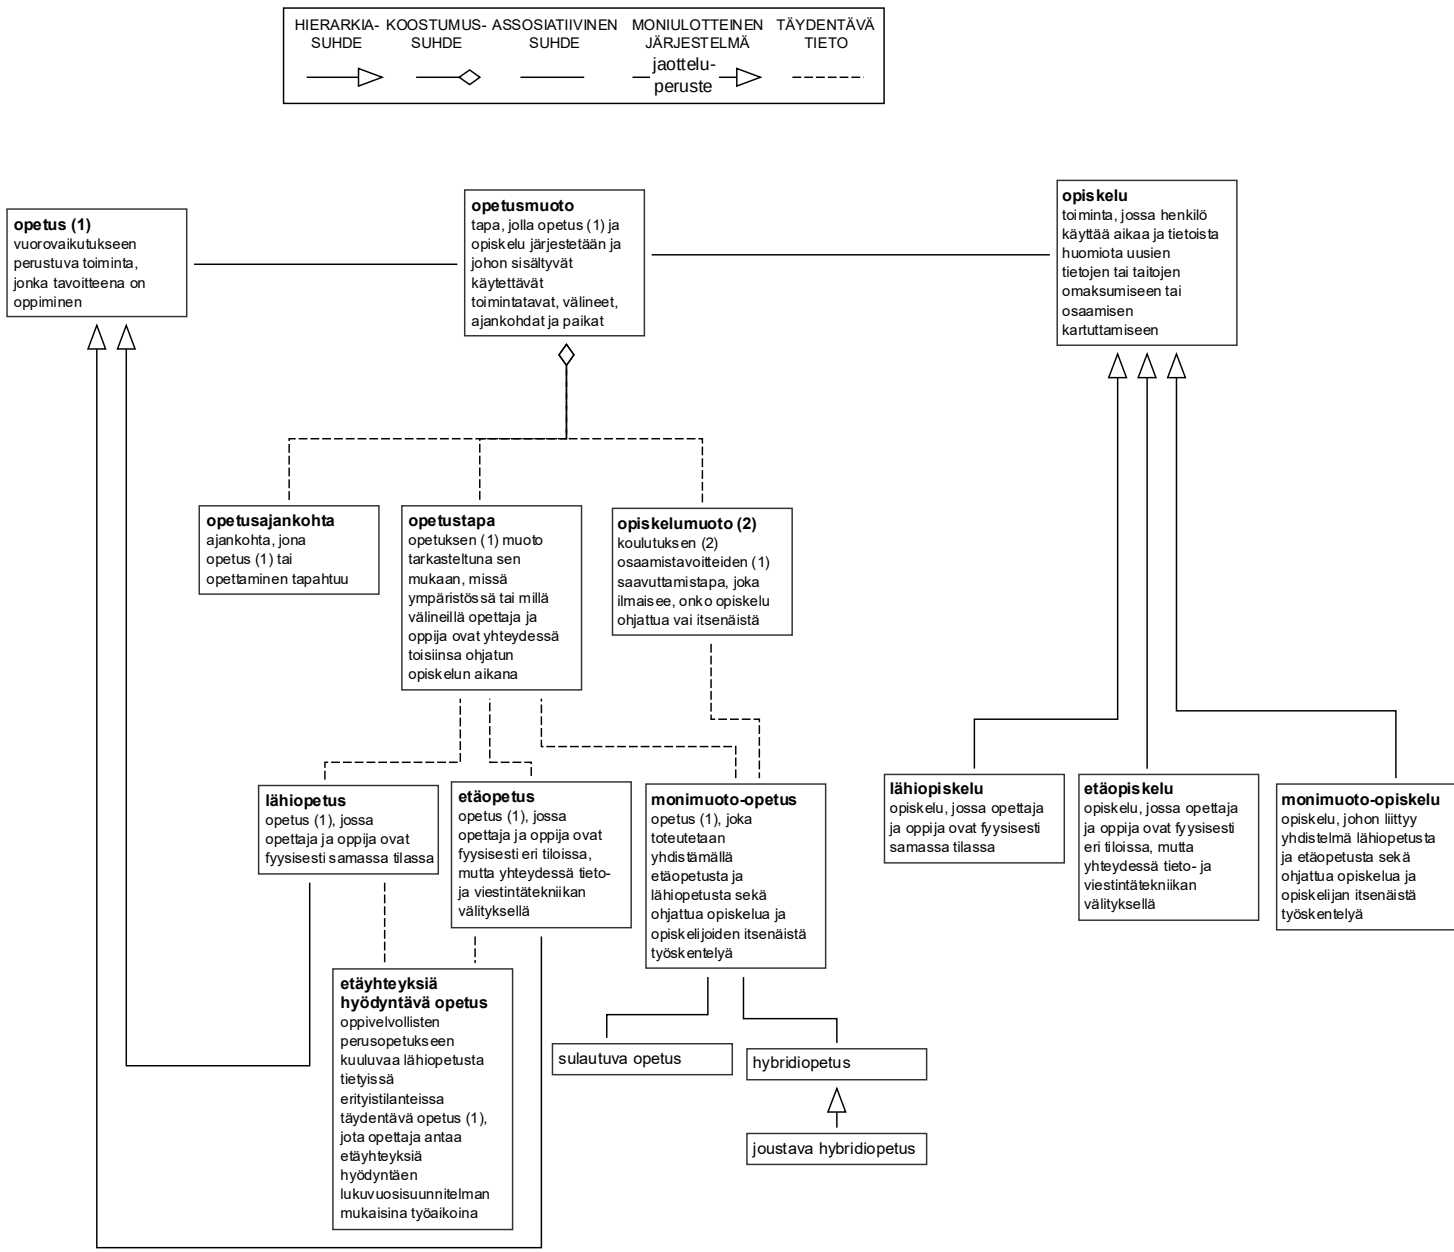 HIERARKIA-
SUHDE
KOOSTUMUS-
SUHDE
ASSOSIATIIVINEN
SUHDE
MONIULOTTEINEN
JÄRJESTELMÄ
jaottelu-
peruste
TÄYDENTÄVÄ
TIETO
opetus (1)
vuorovaikutukseen
perustuva toiminta,
jonka tavoitteena on
oppiminen
opetusmuoto
tapa, jolla opetus (1) ja
opiskelu järjestetään ja
johon sisältyvät
käytettävät
toimintatavat, välineet,
ajankohdat ja paikat
opiskelu
toiminta, jossa henkilö
käyttää aikaa ja tietoista
huomiota uusien
tietojen tai taitojen
omaksumiseen tai
osaamisen
kartuttamiseen
opetusajankohta
ajankohta, jona
opetus (1) tai
opettaminen tapahtuu
opetustapa
opetuksen (1) muoto
tarkasteltuna sen
mukaan, missä
ympäristössä tai millä
välineillä opettaja ja
oppija ovat yhteydessä
toisiinsa ohjatun
opiskelun aikana
opiskelumuoto (2)
koulutuksen (2)
osaamistavoitteiden (1)
saavuttamistapa, joka
ilmaisee, onko opiskelu
ohjattua vai itsenäistä
lähiopetus
opetus (1), jossa
opettaja ja oppija ovat
fyysisesti samassa tilassa
etäopetus
opetus (1), jossa
opettaja ja oppija ovat
fyysisesti eri tiloissa,
mutta yhteydessä tieto-
ja viestintätekniikan
välityksellä
monimuoto-opetus
opetus (1), joka
toteutetaan
yhdistämällä
etäopetusta ja
lähiopetusta sekä
ohjattua opiskelua ja
opiskelijoiden itsenäistä
työskentelyä
lähiopiskelu
opiskelu, jossa opettaja
ja oppija ovat fyysisesti
samassa tilassa
etäopiskelu
opiskelu, jossa opettaja
ja oppija ovat fyysisesti
eri tiloissa, mutta
yhteydessä tieto- ja
viestintätekniikan
välityksellä
monimuoto-opiskelu
opiskelu, johon liittyy
yhdistelmä lähiopetusta
ja etäopetusta sekä
ohjattua opiskelua ja
opiskelijan itsenäistä
työskentelyä
etäyhteyksiä
hyödyntävä opetus
oppivelvollisten
perusopetukseen
kuuluvaa lähiopetusta
tietyissä
erityistilanteissa
täydentävä opetus (1),
jota opettaja antaa
etäyhteyksiä
hyödyntäen
lukuvuosisuunnitelman
mukaisina työaikoina
sulautuva opetus
hybridiopetus
joustava hybridiopetus